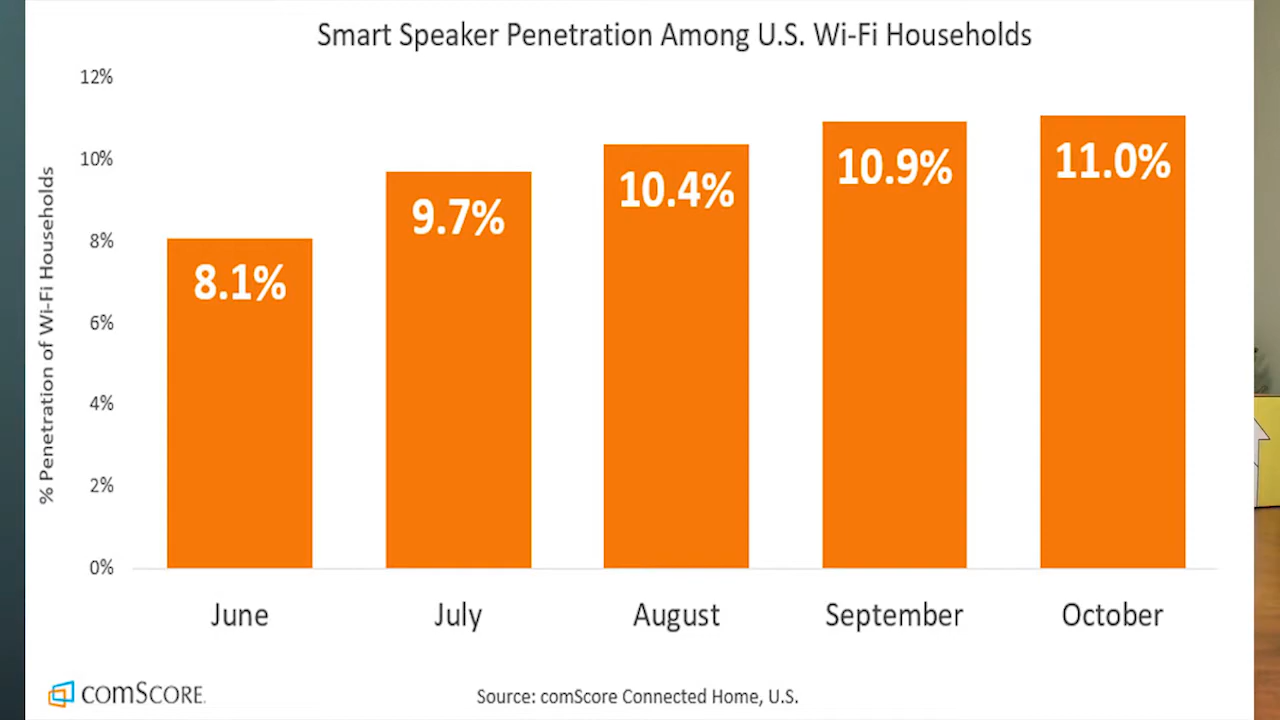 Smart Speaker Penetration Among U.S. Wi-Fi Households
% Penetration of Wi-Fi Households
12%
10%
8%
6%
4%
2%
0%
8.1%
9.7%
10.4%
10.9%
11.0%
June
July
August
September
October
comScore
Source: comScore Connected Home, U.S.